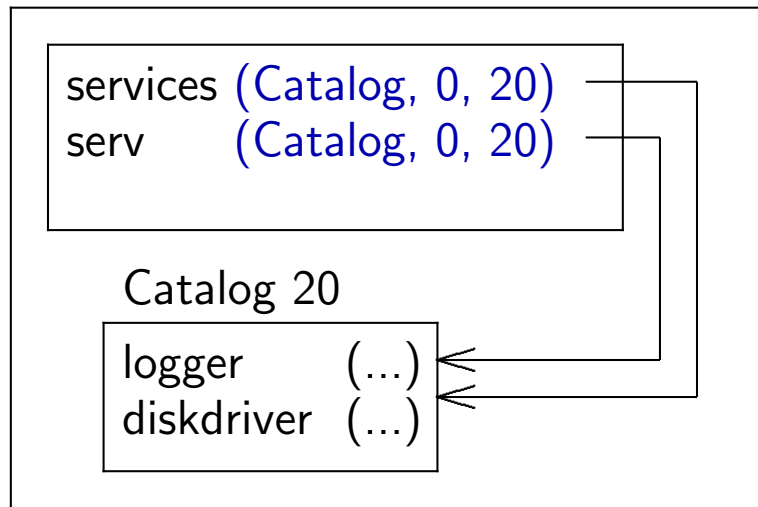 services (Catalog, 0, 20)
serv (Catalog, 0, 20)
Catalog 20
logger (...)
diskdriver (...)